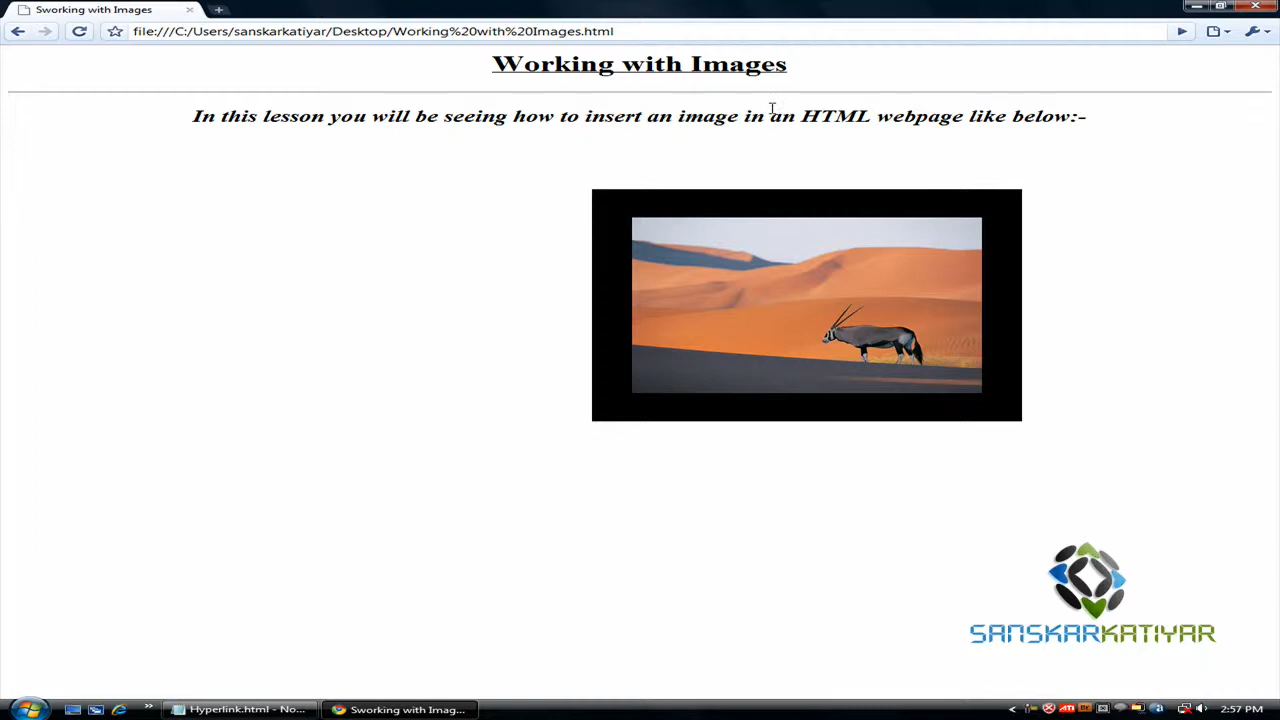 Sworking with Images
file:///C:/Users/sanskarkatiyar/Desktop/Working%20with%20Images.html
Working with Images
In this lesson you will be seeing how to insert an image in an HTML webpage like below:-
SANSKARKATIYAR
Hyperlink.html - No...
Sworking with Imag...
ATI
Br
2:57 PM